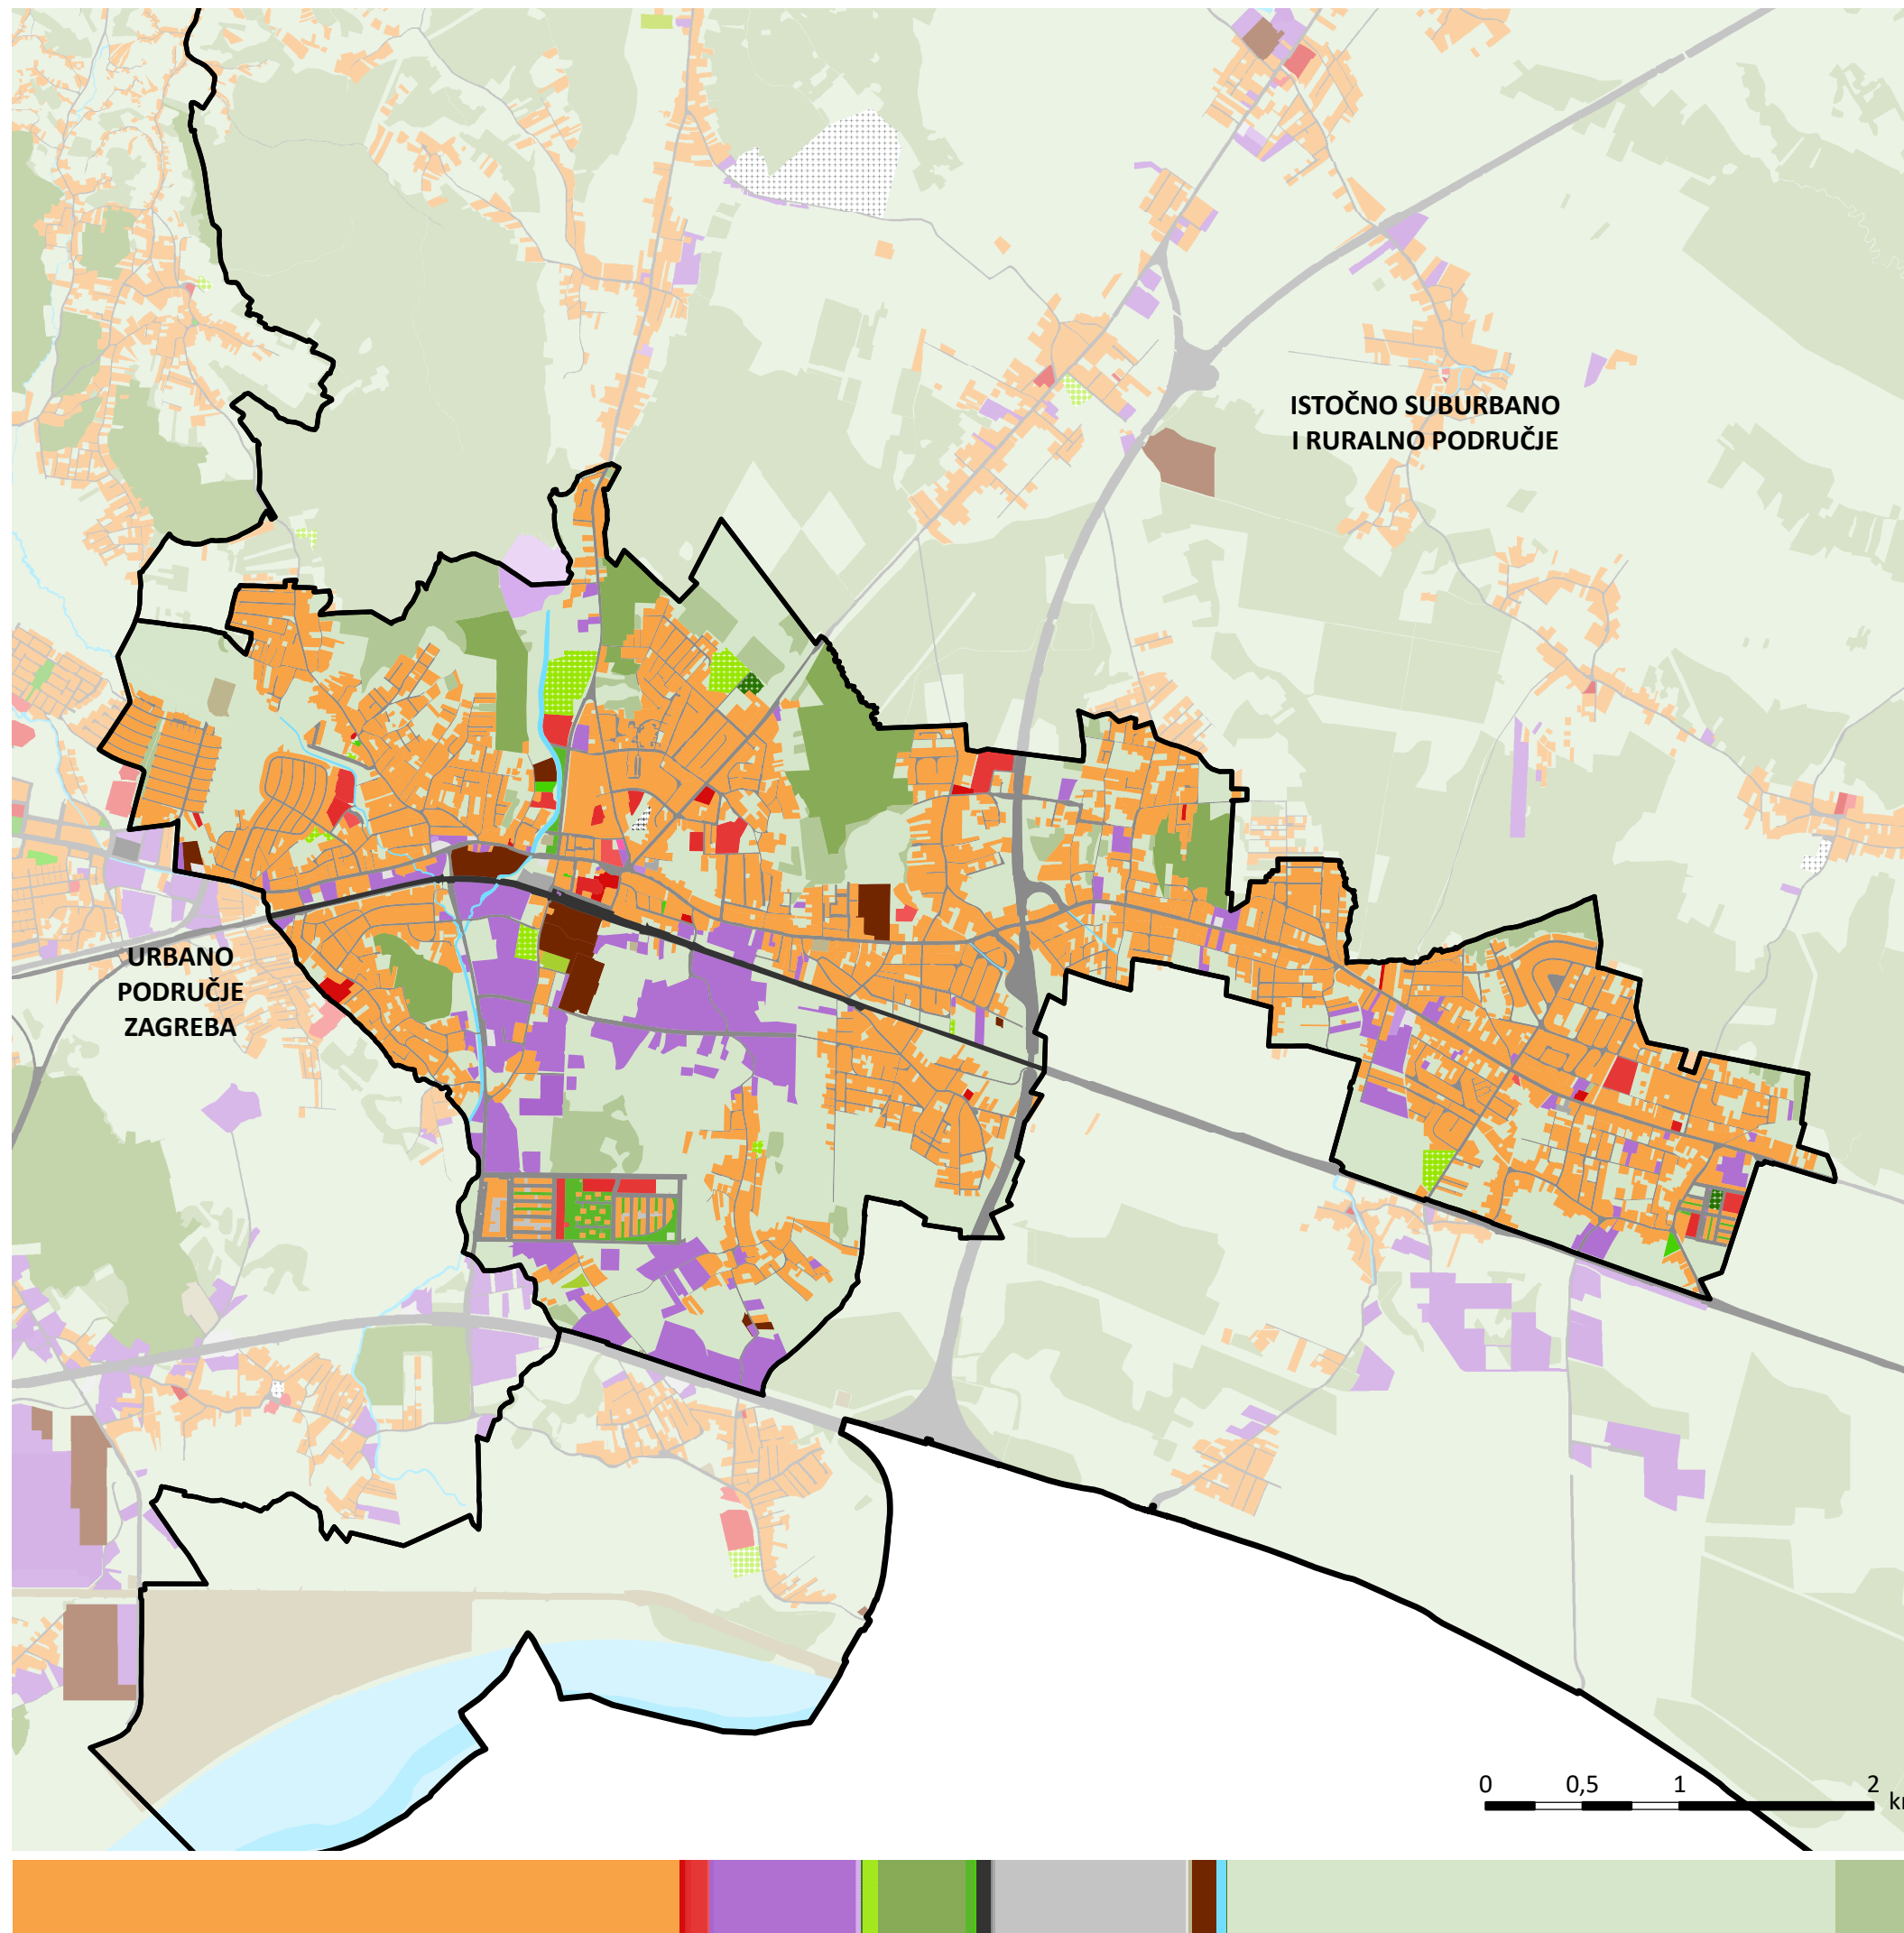 ISTOČNO SUBURBANO
I RURALNO PODRUČJE
URBANO
PODRUČJE
ZAGREBA
0 0,5 1 2